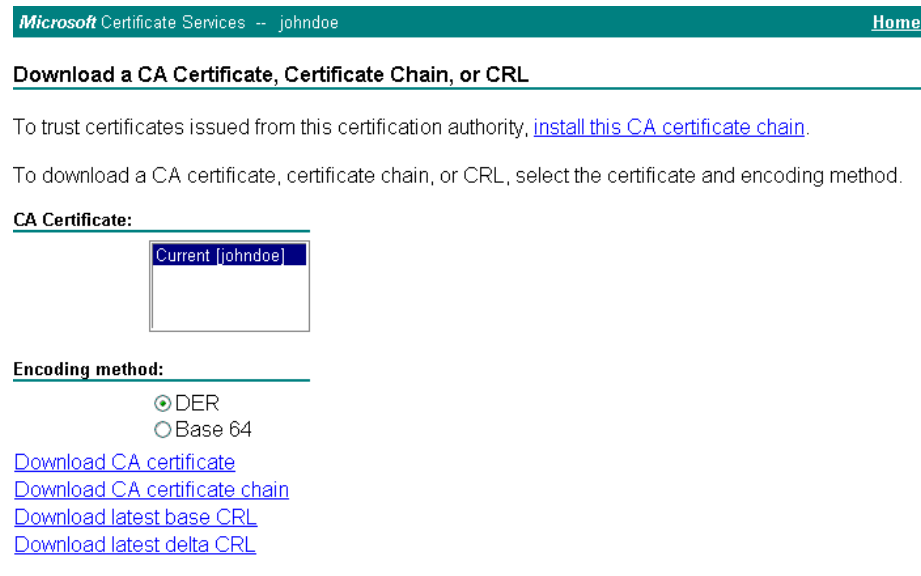 Microsoft Certificate Services -- johndoe Home
Download a CA Certificate, Certificate Chain, or CRL
To trust certificates issued from this certification authority, install this CA certificate chain.
To download a CA certificate, certificate chain, or CRL, select the certificate and encoding method.
CA Certificate:
Current [johndoe]
Encoding method:
DER
Base 64
Download CA certificate
Download CA certificate chain
Download latest base CRL
Download latest delta CRL